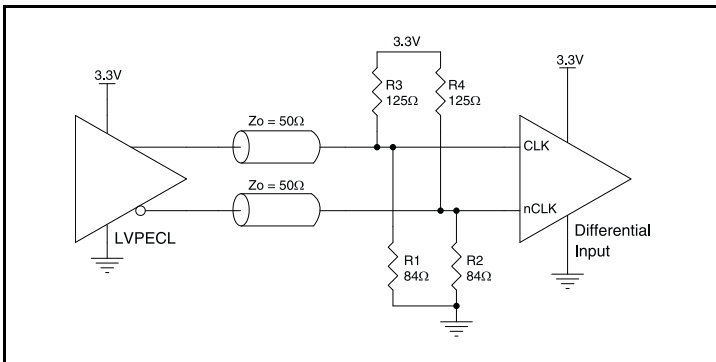 3.3V
3.3V
3.3V
R3
125Ω
R4
125Ω
Zo = 50Ω
CLK
Zo = 50Ω
nCLK
LVPECL
Differential
Input
R1
84Ω
R2
84Ω